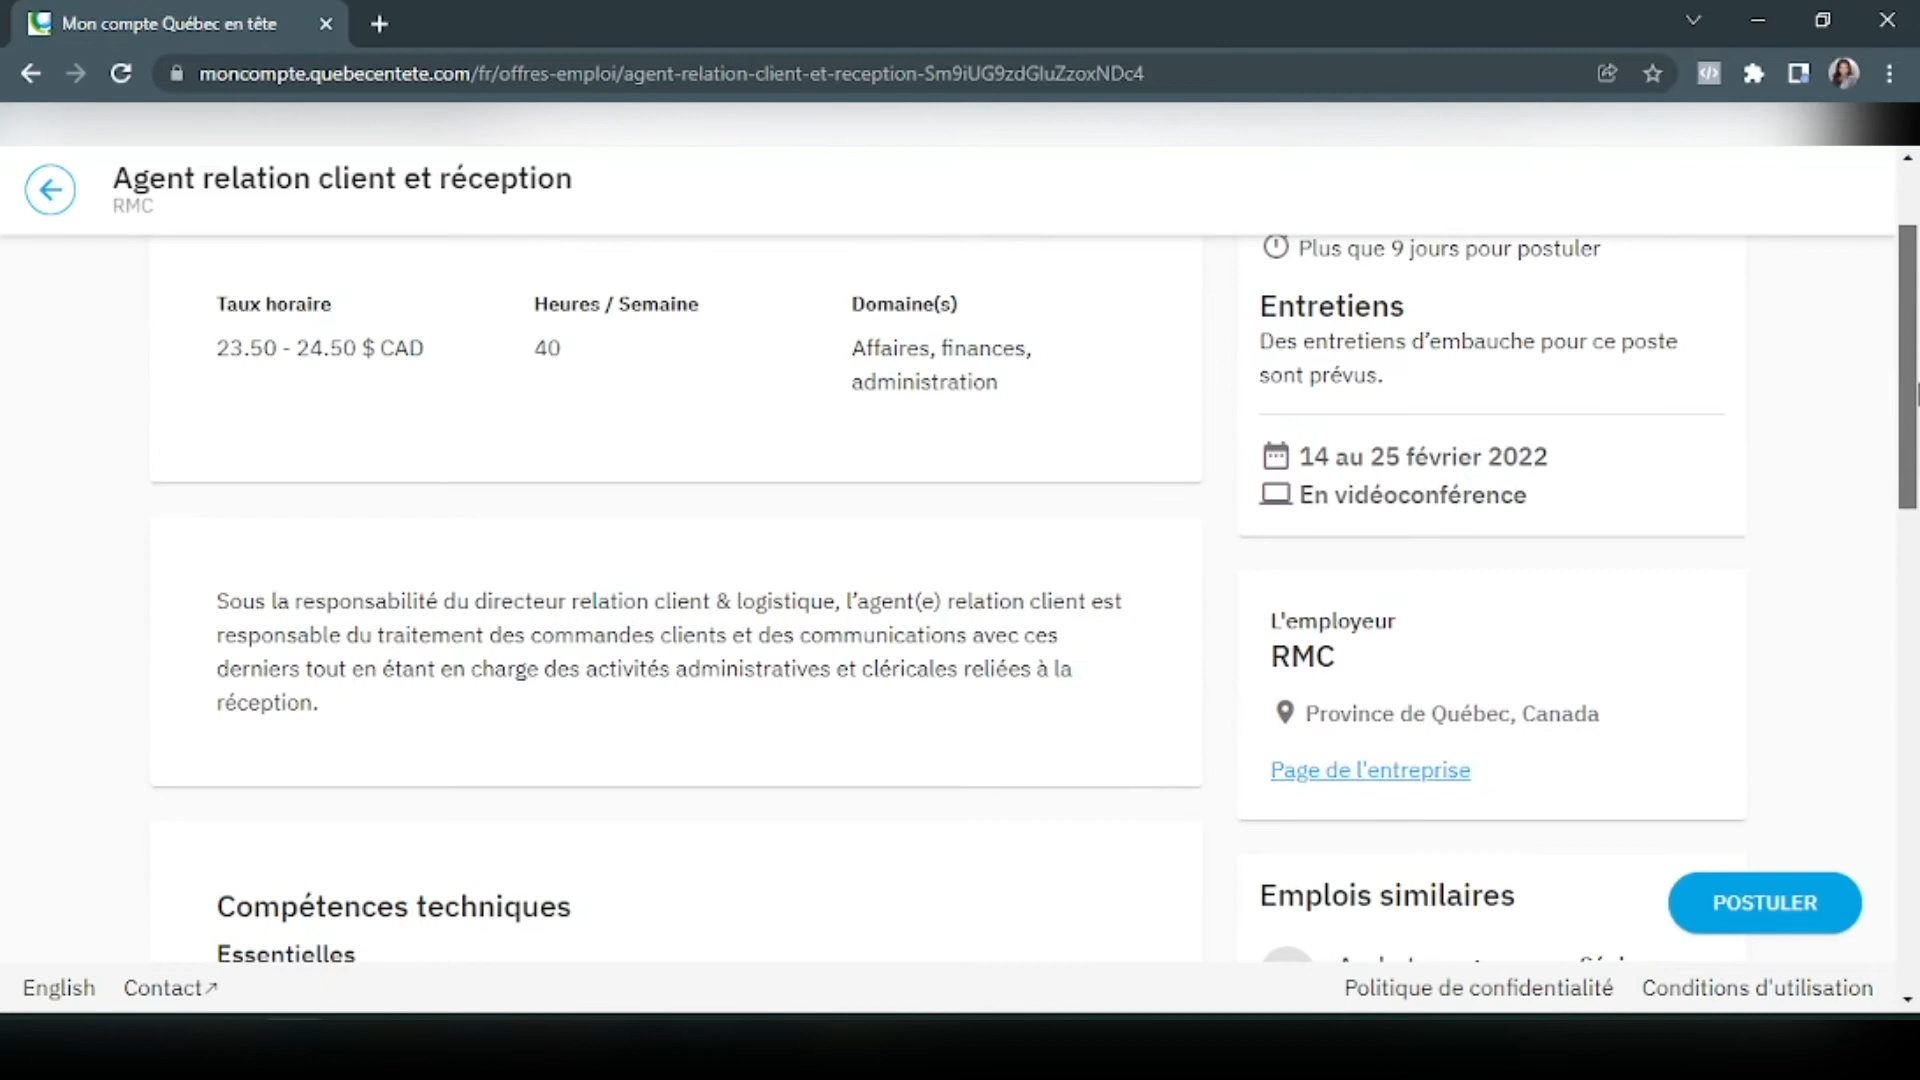 Mon compte Québec en tête
moncompte.quebecentete.com/fr/offres-emploi/agent-relation-client-et-reception-Sm9iUG9zdGluZzoxNDc4
Agent relation client et réception
RMC
Taux horaire
23.50 - 24.50 $ CAD
Heures / Semaine
40
Domaine(s)
Affaires, finances,
administration
Sous la responsabilité du directeur relation client & logistique, l’agent(e) relation client est
responsable du traitement des commandes clients et des communications avec ces
derniers tout en étant en charge des activités administratives et cléricales reliées à la
réception.
Compétences techniques
Essentielles
Plus que 9 jours pour postuler
Entretiens
Des entretiens d’embauche pour ce poste
sont prévus.
14 au 25 février 2022
En vidéoconférence
L'employeur
RMC
Province de Québec, Canada
Page de l'entreprise
Emplois similaires
POSTULER
English
Contact↗
Politique de confidentialité
Conditions d'utilisation